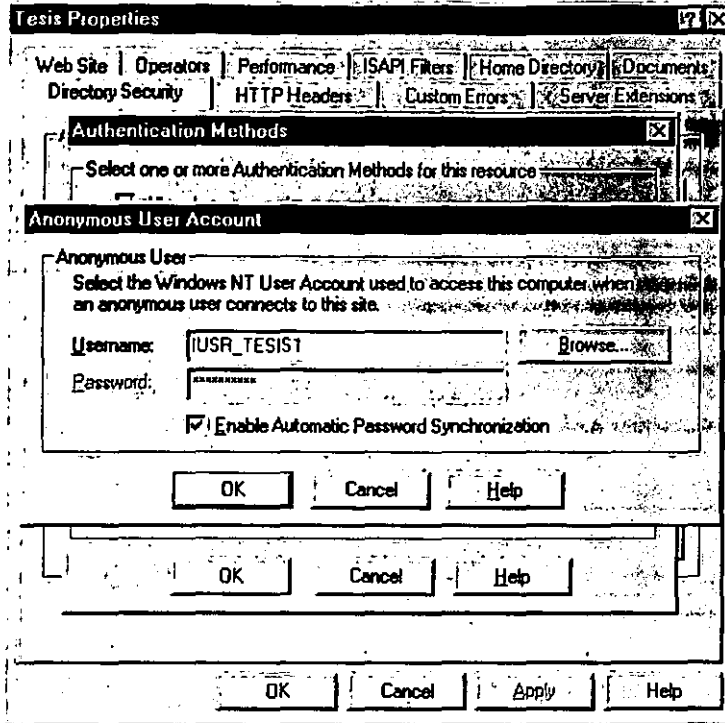 Tesis Properties
Web Site Operators Performance ISAPI Filters Home Directory Documents
Directory Security HTTP Headers Custom Errors Server Extensions
Authentication Methods
Select one or more Authentication Methods for this resource
Anonymous User Account
Anonymous User
Select the Windows NT User Account used to access this computer when
an anonymous user connects to this site.
Username: IUSR_TESIS1 Browse...
Password: **********
Enable Automatic Password Synchronization
OK Cancel Help
OK Cancel Help
OK Cancel Apply Help